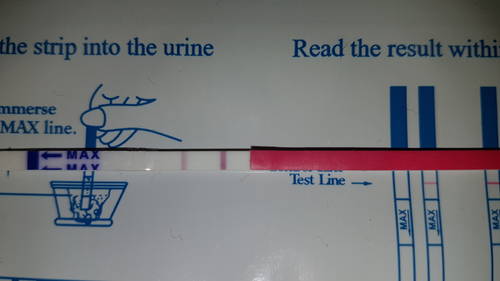 the strip into the urine
Read the result withi
mmerse
MAX line.
MAX
MAX
Test Line
MAX
MAX
MAX